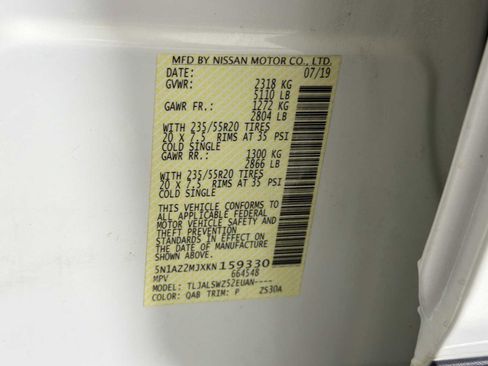 MFD BY NISSAN MOTOR CO., LTD.
DATE: 07/19
GVWR: 2318 KG
5110 LB
GAWR FR.: 1272 KG
2804 LB
WITH 235/55R20 TIRES
20 X 7.5 RIMS AT 35 PSI
COLD SINGLE
GAWR RR.: 1300 KG
2866 LB
WITH 235/55R20 TIRES
20 X 7.5 RIMS AT 35 PSI
COLD SINGLE
THIS VEHICLE CONFORMS TO
ALL APPLICABLE FEDERAL
MOTOR VEHICLE SAFETY AND
THEFT PREVENTION
STANDARDS IN EFFECT ON
THE DATE OF MANUFACTURE
SHOWN ABOVE.
5N1AZ2MJXKN159330
MPV 664548
MODEL: TLJALSWZ52EUAN----
COLOR: QAB TRIM: P ZS3DA